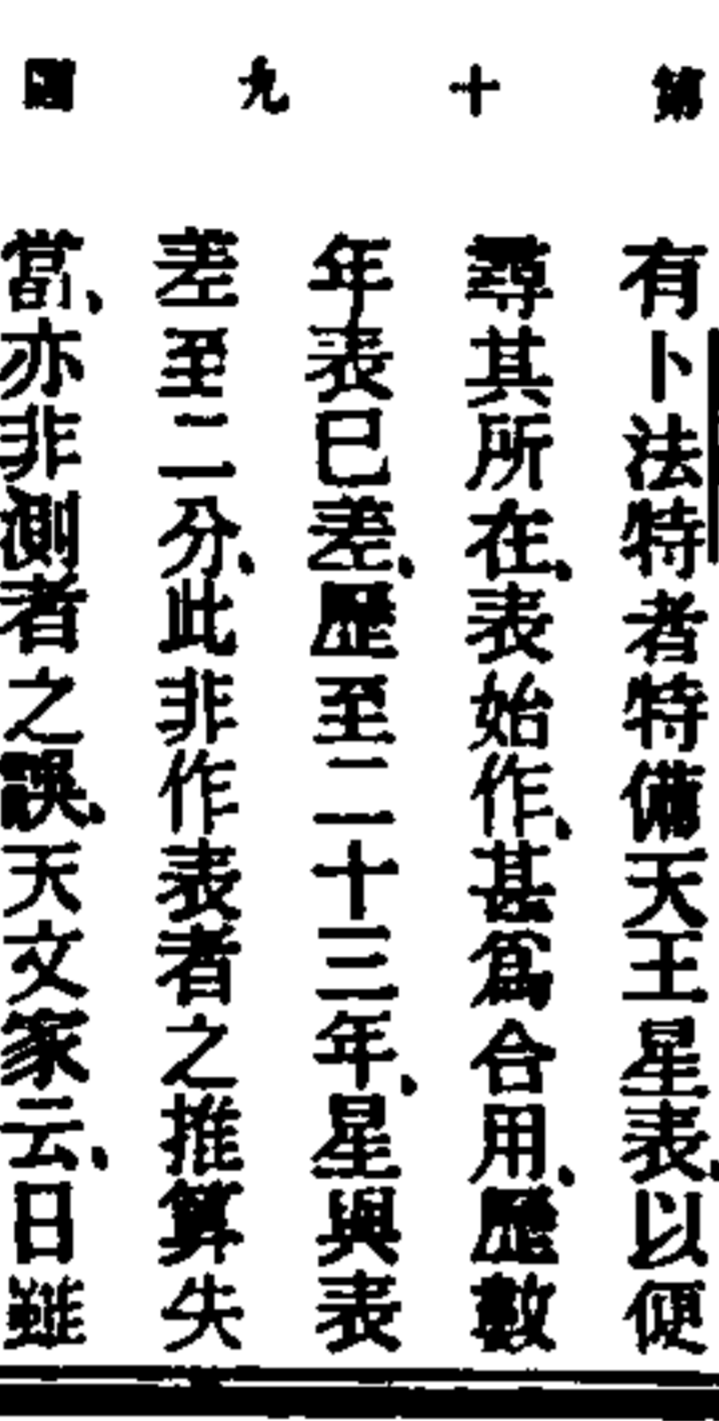 第十九圖
有卜法特者特備天王星表、以便
尋其所在、表始作、甚爲合用、歷數
年表已差、歷至二十三年、星與表
差至二分、此非作表者之推算失
當、亦非測者之誤、天文家云、日雖